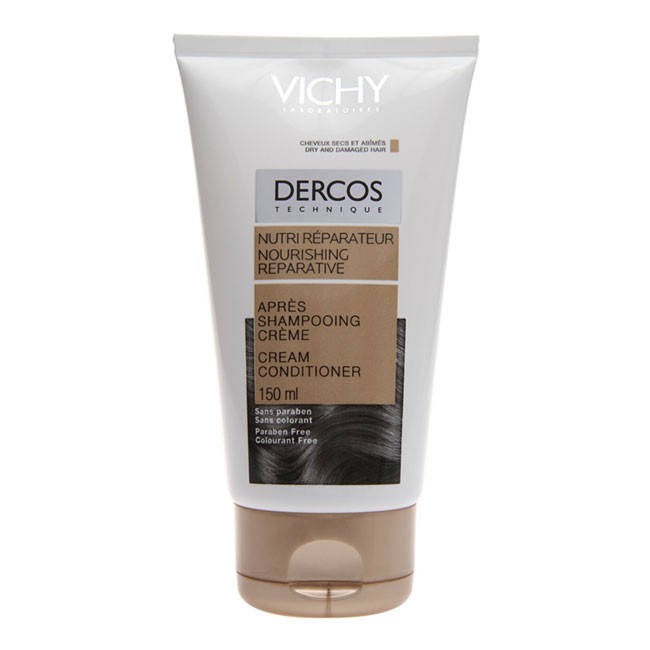 VICHY
LABORATOIRES
CHEVEUX SECS ET ABÎMÉS
DRY AND DAMAGED HAIR
DERCOS
TECHNIQUE
NUTRI RÉPARATEUR
NOURISHING
REPARATIVE
APRÈS
SHAMPOOING
CRÈME
CREAM
CONDITIONER
150 ml
Sans paraben
Sans colorant
Paraben Free
Colourant Free